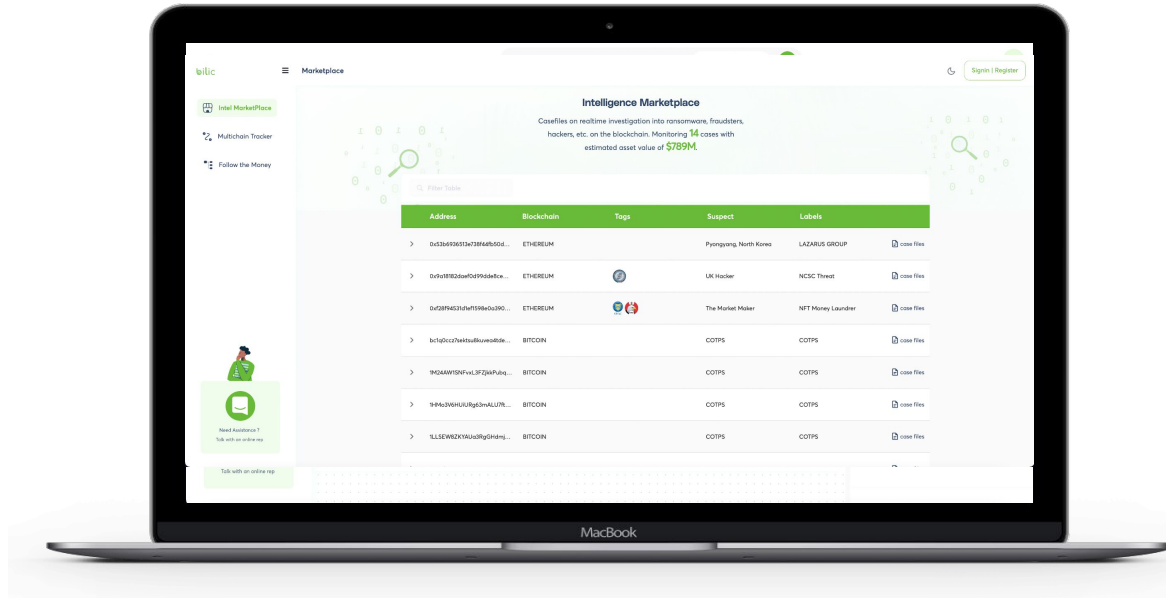 bilic
Marketplace
Signin | Register
Intel MarketPlace
Multichain Tracker
Follow the Money
Intelligence Marketplace
Casefiles on realtime investigation into ransomware, fraudsters,
hackers, etc. on the blockchain. Monitoring 14 cases with
estimated asset value of $789M.
Filter Table
Address Blockchain Tags Suspect Labels
0x53b6936513e738f44fb50d... ETHEREUM Pyongyang, North Korea LAZARUS GROUP case files
0x9a18182daef0d99dde8ce... ETHEREUM UK Hacker NCSC Threat case files
0xf28f94531d1ef1598e0a390... ETHEREUM The Market Maker NFT Money Laundrer case files
bc1q0ccz7sektsu8kuvea4tde... BITCOIN COTPS COTPS case files
1M24AW1SNFvxL3FZjkkPubq... BITCOIN COTPS COTPS case files
1HMo3V6HUiURg63mALU7ft... BITCOIN COTPS COTPS case files
1LLSEW8ZKYAUa3RgGHdmj... BITCOIN COTPS COTPS case files
Need Assistance ?
Talk with an online rep
Talk with an online rep
MacBook